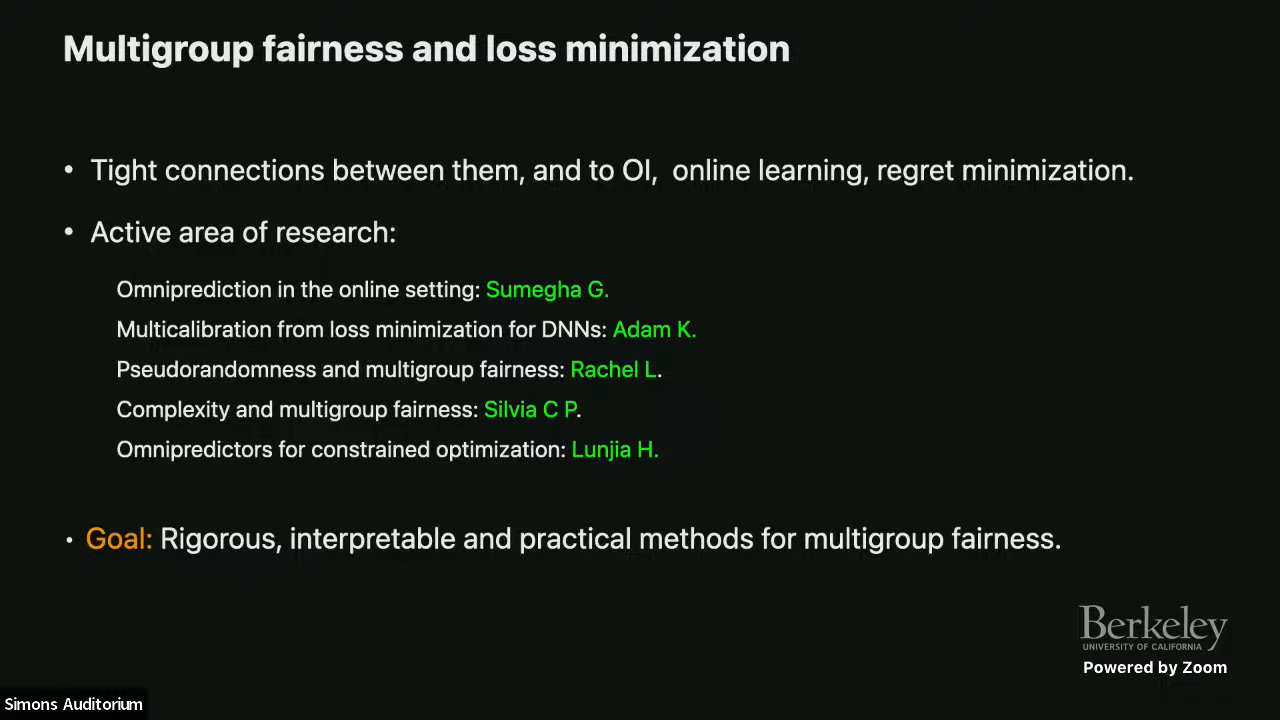 Multigroup fairness and loss minimization
• Tight connections between them, and to OI, online learning, regret minimization.
• Active area of research:
Omniprediction in the online setting: Sumegha G.
Multicalibration from loss minimization for DNNs: Adam K.
Pseudorandomness and multigroup fairness: Rachel L.
Complexity and multigroup fairness: Silvia C P.
Omnipredictors for constrained optimization: Lunjia H.
• Goal: Rigorous, interpretable and practical methods for multigroup fairness.
Berkeley
UNIVERSITY OF CALIFORNIA
Powered by Zoom
Simons Auditorium